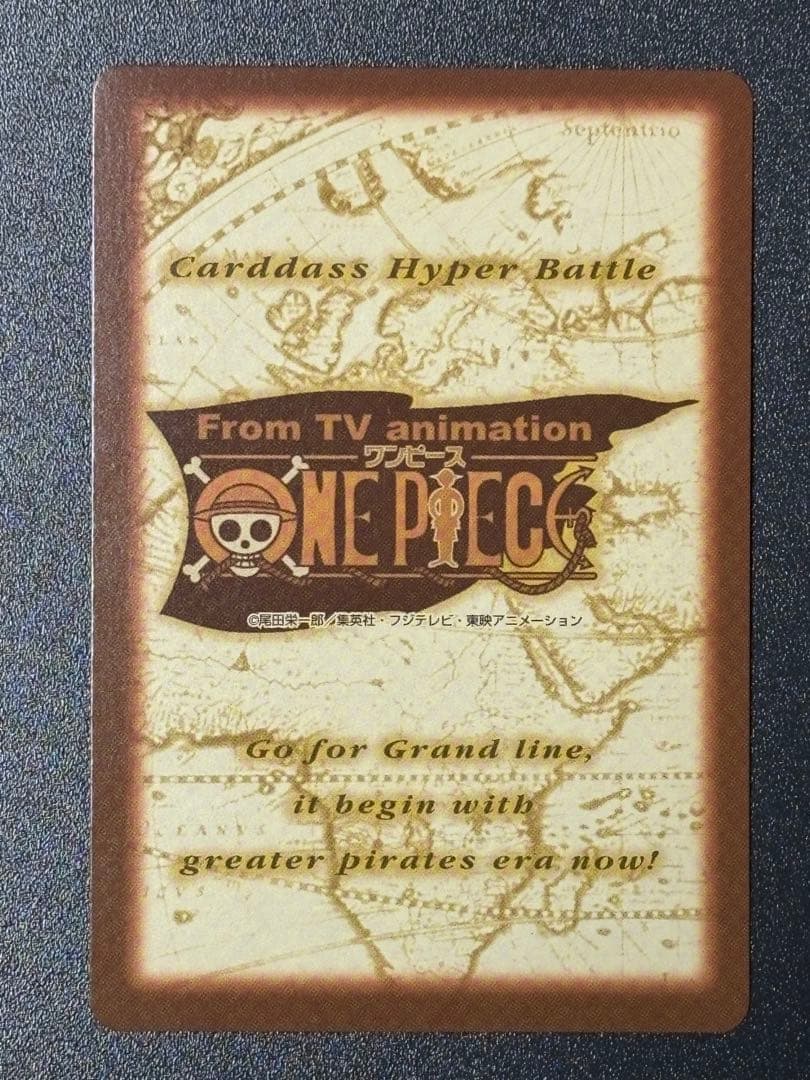 Septentrio
Carddass Hyper Battle
From TV animation
ワンピース
ONE PIECE
©尾田栄一郎／集英社・フジテレビ・東映アニメーション
Go for Grand line,
it begin with
greater pirates era now!